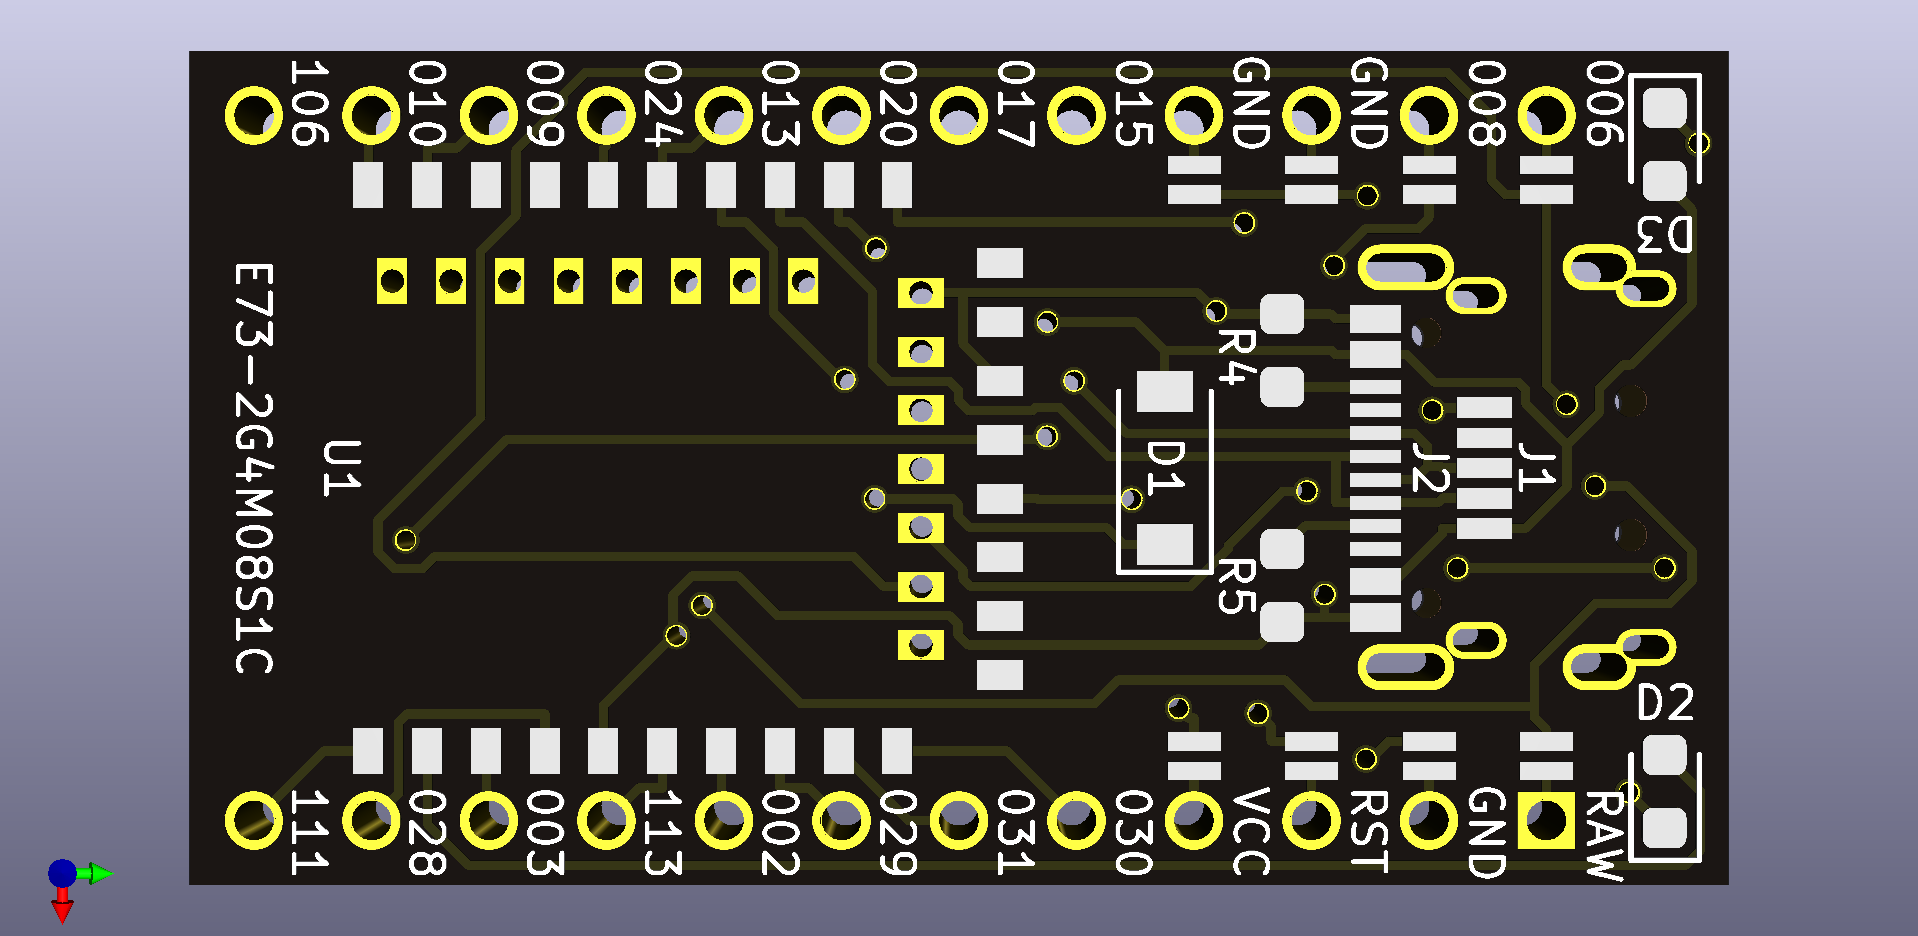 106
010
009
024
013
020
017
015
GND
GND
008
006
D3
E73-2G4M08S1C
U1
R4
D1
J2
J1
R5
D2
111
028
003
113
002
029
031
030
VCC
RST
GND
RAW